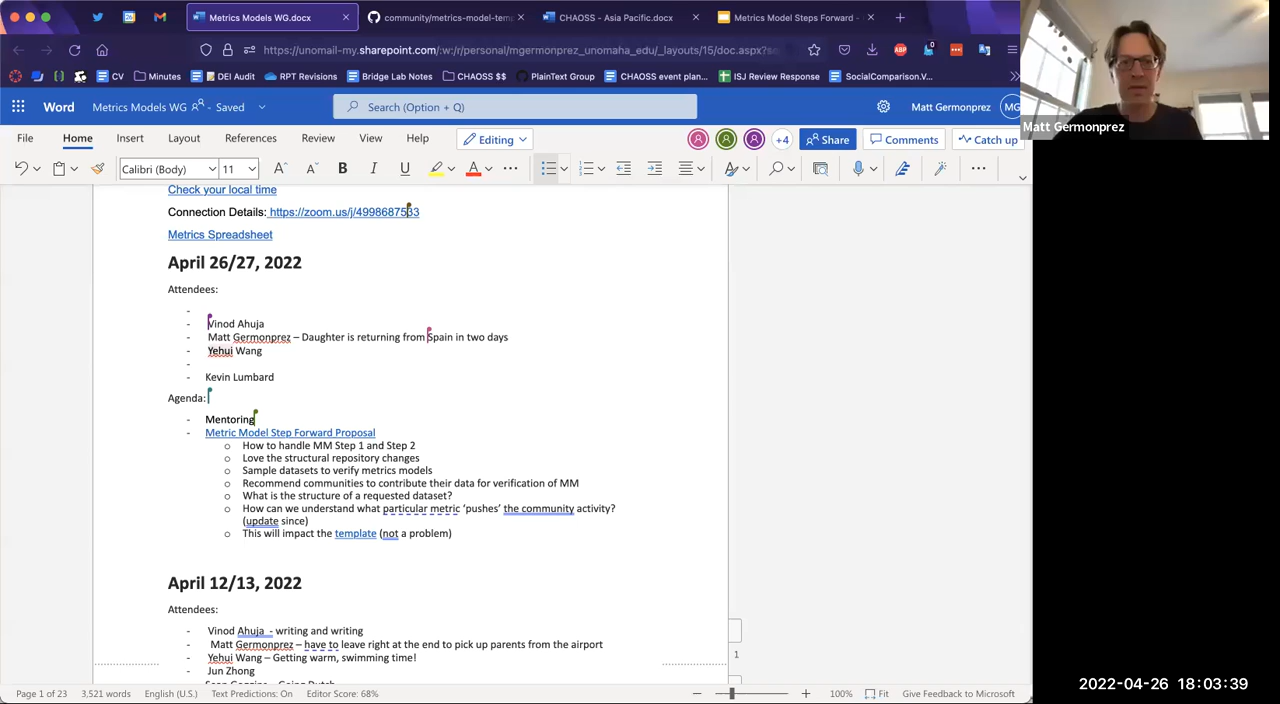 Metrics Models WG.docx
community/metrics-model-tem
CHAOSS - Asia Pacific.docx
Metrics Model Steps Forward -
https://unomail-my.sharepoint.com/:w:/r/personal/mgermonprez_unomaha_edu/_layouts/15/doc.aspx?so
CV
Minutes
DEI Audit
RPT Revisions
Bridge Lab Notes
CHAOSS $$
PlainText Group
CHAOSS event plan...
ISJ Review Response
SocialComparison.V...
Matt Germonprez
Word
Metrics Models WG - Saved
Search (Option + Q)
Matt Germonprez
MG
File
Home
Insert
Layout
References
Review
View
Help
Editing
+4
Share
Comments
Catch up
Calibri (Body)
11
Check your local time
Connection Details: https://zoom.us/j/4998687533
Metrics Spreadsheet
April 26/27, 2022
Attendees:
-
- Vinod Ahuja
- Matt Germonprez – Daughter is returning from Spain in two days
- Yehui Wang
-
Kevin Lumbard
Agenda:
- Mentoring
- Metric Model Step Forward Proposal
o How to handle MM Step 1 and Step 2
o Love the structural repository changes
o Sample datasets to verify metrics models
o Recommend communities to contribute their data for verification of MM
o What is the structure of a requested dataset?
o How can we understand what particular metric ‘pushes’ the community activity?
(update since)
o This will impact the template (not a problem)
April 12/13, 2022
Attendees:
- Vinod Ahuja - writing and writing
- Matt Germonprez – have to leave right at the end to pick up parents from the airport
- Yehui Wang – Getting warm, swimming time!
- Jun Zhong
1
Page 1 of 23
3,521 words
English (U.S.)
Text Predictions: On
Editor Score: 68%
100%
Fit
Give Feedback to Microsoft
2022-04-26 18:03:39